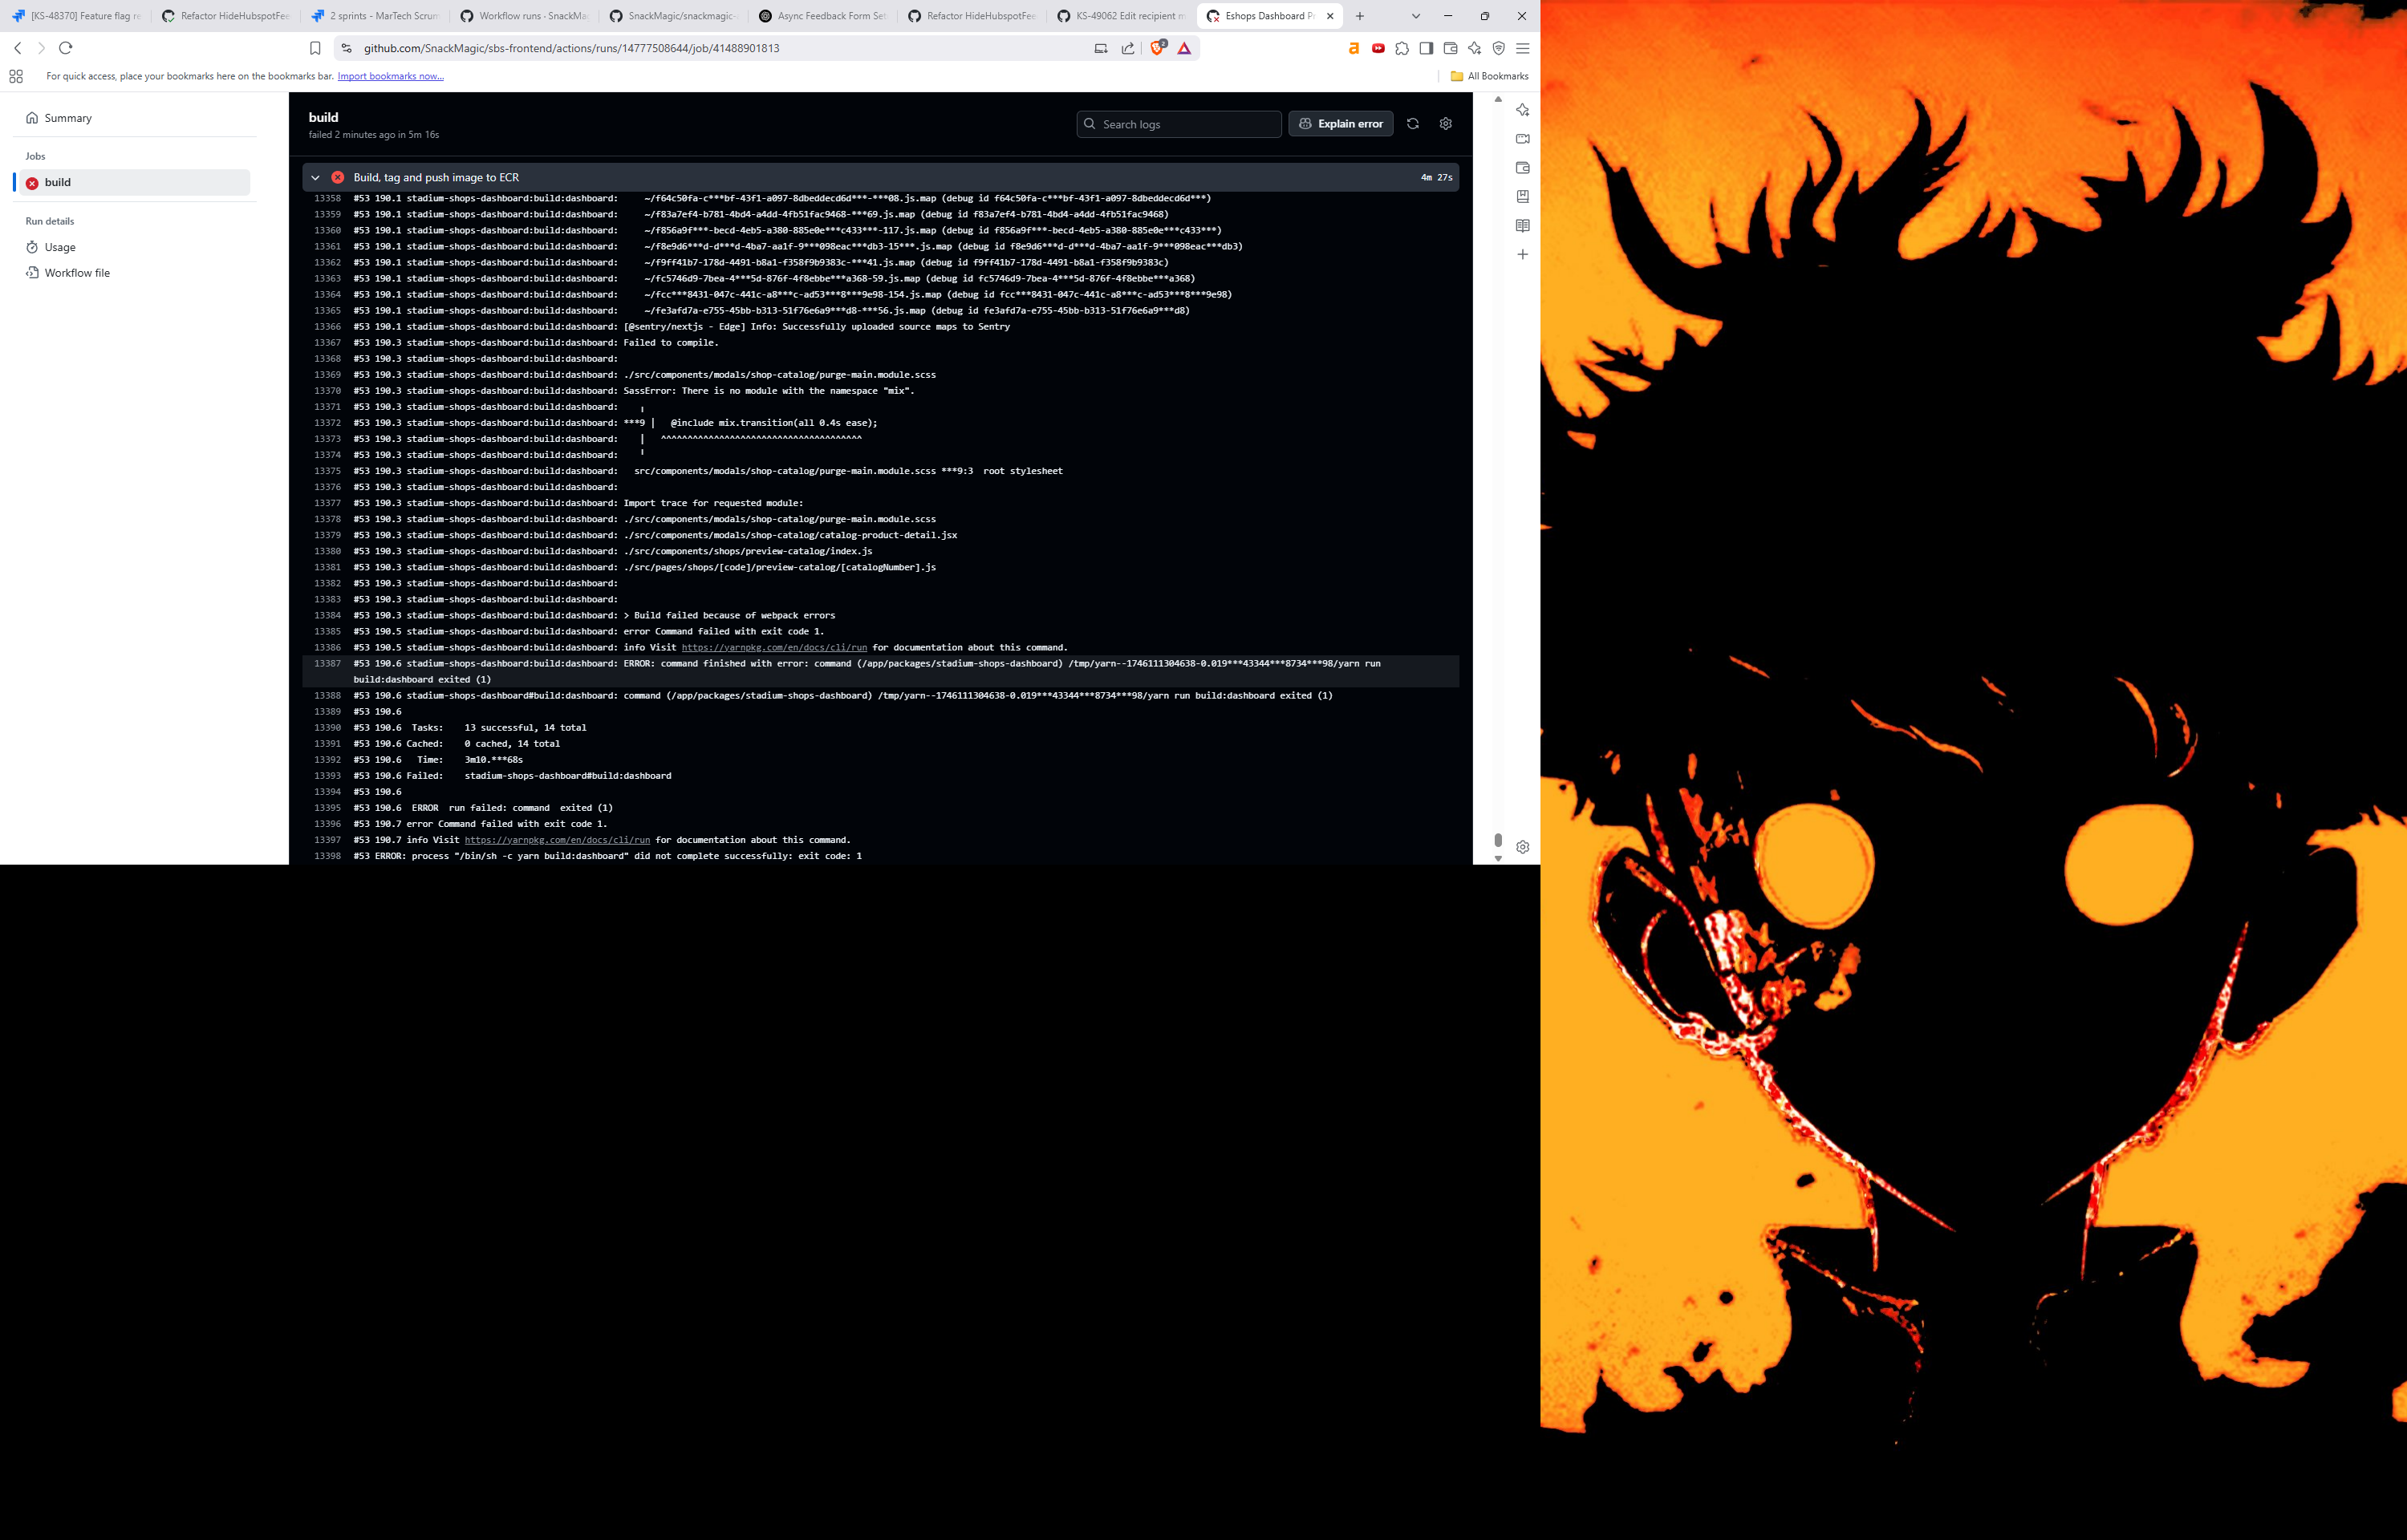 [KS-48370] Feature flag re
Refactor HideHubspotFee
2 sprints - MarTech Scrum
Workflow runs · SnackMag
SnackMagic/snackmagic-
Async Feedback Form Set
Refactor HideHubspotFee
KS-49062 Edit recipient m
Eshops Dashboard Pr
github.com/SnackMagic/sbs-frontend/actions/runs/14777508644/job/41488901813
2
For quick access, place your bookmarks here on the bookmarks bar. Import bookmarks now...
All Bookmarks
Summary
Jobs
build
Run details
Usage
Workflow file
build
failed 2 minutes ago in 5m 16s
Search logs
Explain error
Build, tag and push image to ECR
4m 27s
13358 #53 190.1 stadium-shops-dashboard:build:dashboard: ~/f64c50fa-c***bf-43f1-a097-8dbeddecd6d***-***08.js.map (debug id f64c50fa-c***bf-43f1-a097-8dbeddecd6d***)
13359 #53 190.1 stadium-shops-dashboard:build:dashboard: ~/f83a7ef4-b781-4bd4-a4dd-4fb51fac9468-***69.js.map (debug id f83a7ef4-b781-4bd4-a4dd-4fb51fac9468)
13360 #53 190.1 stadium-shops-dashboard:build:dashboard: ~/f856a9f***-becd-4eb5-a380-885e0e***c433***-117.js.map (debug id f856a9f***-becd-4eb5-a380-885e0e***c433***)
13361 #53 190.1 stadium-shops-dashboard:build:dashboard: ~/f8e9d6***d-d***d-4ba7-aa1f-9***098eac***db3-15***.js.map (debug id f8e9d6***d-d***d-4ba7-aa1f-9***098eac***db3)
13362 #53 190.1 stadium-shops-dashboard:build:dashboard: ~/f9ff41b7-178d-4491-b8a1-f358f9b9383c-***41.js.map (debug id f9ff41b7-178d-4491-b8a1-f358f9b9383c)
13363 #53 190.1 stadium-shops-dashboard:build:dashboard: ~/fc5746d9-7bea-4***5d-876f-4f8ebbe***a368-59.js.map (debug id fc5746d9-7bea-4***5d-876f-4f8ebbe***a368)
13364 #53 190.1 stadium-shops-dashboard:build:dashboard: ~/fcc***8431-047c-441c-a8***c-ad53***8***9e98-154.js.map (debug id fcc***8431-047c-441c-a8***c-ad53***8***9e98)
13365 #53 190.1 stadium-shops-dashboard:build:dashboard: ~/fe3afd7a-e755-45bb-b313-51f76e6a9***d8-***56.js.map (debug id fe3afd7a-e755-45bb-b313-51f76e6a9***d8)
13366 #53 190.1 stadium-shops-dashboard:build:dashboard: [@sentry/nextjs - Edge] Info: Successfully uploaded source maps to Sentry
13367 #53 190.3 stadium-shops-dashboard:build:dashboard: Failed to compile.
13368 #53 190.3 stadium-shops-dashboard:build:dashboard:
13369 #53 190.3 stadium-shops-dashboard:build:dashboard: ./src/components/modals/shop-catalog/purge-main.module.scss
13370 #53 190.3 stadium-shops-dashboard:build:dashboard: SassError: There is no module with the namespace "mix".
13371 #53 190.3 stadium-shops-dashboard:build:dashboard: ╷
13372 #53 190.3 stadium-shops-dashboard:build:dashboard: ***9 │ @include mix.transition(all 0.4s ease);
13373 #53 190.3 stadium-shops-dashboard:build:dashboard: │ ^^^^^^^^^^^^^^^^^^^^^^^^^^^^^^^^^^^^^^
13374 #53 190.3 stadium-shops-dashboard:build:dashboard: ╵
13375 #53 190.3 stadium-shops-dashboard:build:dashboard: src/components/modals/shop-catalog/purge-main.module.scss ***9:3 root stylesheet
13376 #53 190.3 stadium-shops-dashboard:build:dashboard:
13377 #53 190.3 stadium-shops-dashboard:build:dashboard: Import trace for requested module:
13378 #53 190.3 stadium-shops-dashboard:build:dashboard: ./src/components/modals/shop-catalog/purge-main.module.scss
13379 #53 190.3 stadium-shops-dashboard:build:dashboard: ./src/components/modals/shop-catalog/catalog-product-detail.jsx
13380 #53 190.3 stadium-shops-dashboard:build:dashboard: ./src/components/shops/preview-catalog/index.js
13381 #53 190.3 stadium-shops-dashboard:build:dashboard: ./src/pages/shops/[code]/preview-catalog/[catalogNumber].js
13382 #53 190.3 stadium-shops-dashboard:build:dashboard:
13383 #53 190.3 stadium-shops-dashboard:build:dashboard:
13384 #53 190.3 stadium-shops-dashboard:build:dashboard: > Build failed because of webpack errors
13385 #53 190.5 stadium-shops-dashboard:build:dashboard: error Command failed with exit code 1.
13386 #53 190.5 stadium-shops-dashboard:build:dashboard: info Visit https://yarnpkg.com/en/docs/cli/run for documentation about this command.
13387 #53 190.6 stadium-shops-dashboard:build:dashboard: ERROR: command finished with error: command (/app/packages/stadium-shops-dashboard) /tmp/yarn--1746111304638-0.019***43344***8734***98/yarn run
build:dashboard exited (1)
13388 #53 190.6 stadium-shops-dashboard#build:dashboard: command (/app/packages/stadium-shops-dashboard) /tmp/yarn--1746111304638-0.019***43344***8734***98/yarn run build:dashboard exited (1)
13389 #53 190.6
13390 #53 190.6 Tasks: 13 successful, 14 total
13391 #53 190.6 Cached: 0 cached, 14 total
13392 #53 190.6 Time: 3m10.***68s
13393 #53 190.6 Failed: stadium-shops-dashboard#build:dashboard
13394 #53 190.6
13395 #53 190.6 ERROR run failed: command exited (1)
13396 #53 190.7 error Command failed with exit code 1.
13397 #53 190.7 info Visit https://yarnpkg.com/en/docs/cli/run for documentation about this command.
13398 #53 ERROR: process "/bin/sh -c yarn build:dashboard" did not complete successfully: exit code: 1